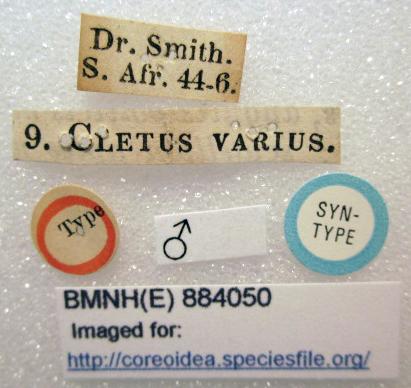 Dr. Smith.
S. Afr. 44-6.
9. CLETUS VARIUS.
Type
♂
SYN-
TYPE
BMNH(E) 884050
Imaged for:
http://coreoidea.speciesfile.org/